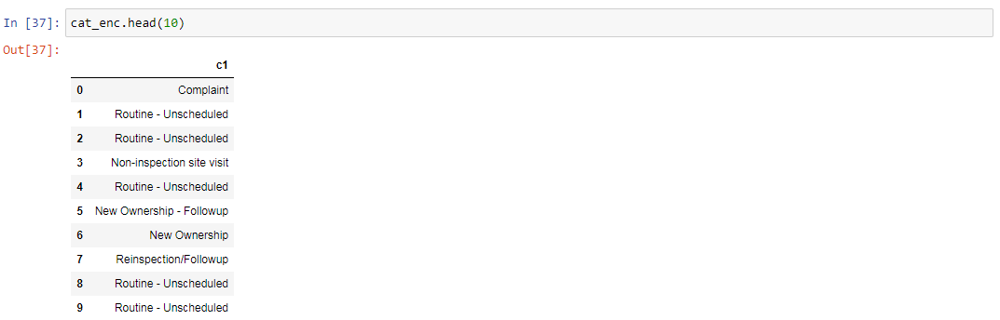 In [37]: cat_enc.head(10)
Out[37]:
c1
0 Complaint
1 Routine - Unscheduled
2 Routine - Unscheduled
3 Non-inspection site visit
4 Routine - Unscheduled
5 New Ownership - Followup
6 New Ownership
7 Reinspection/Followup
8 Routine - Unscheduled
9 Routine - Unscheduled